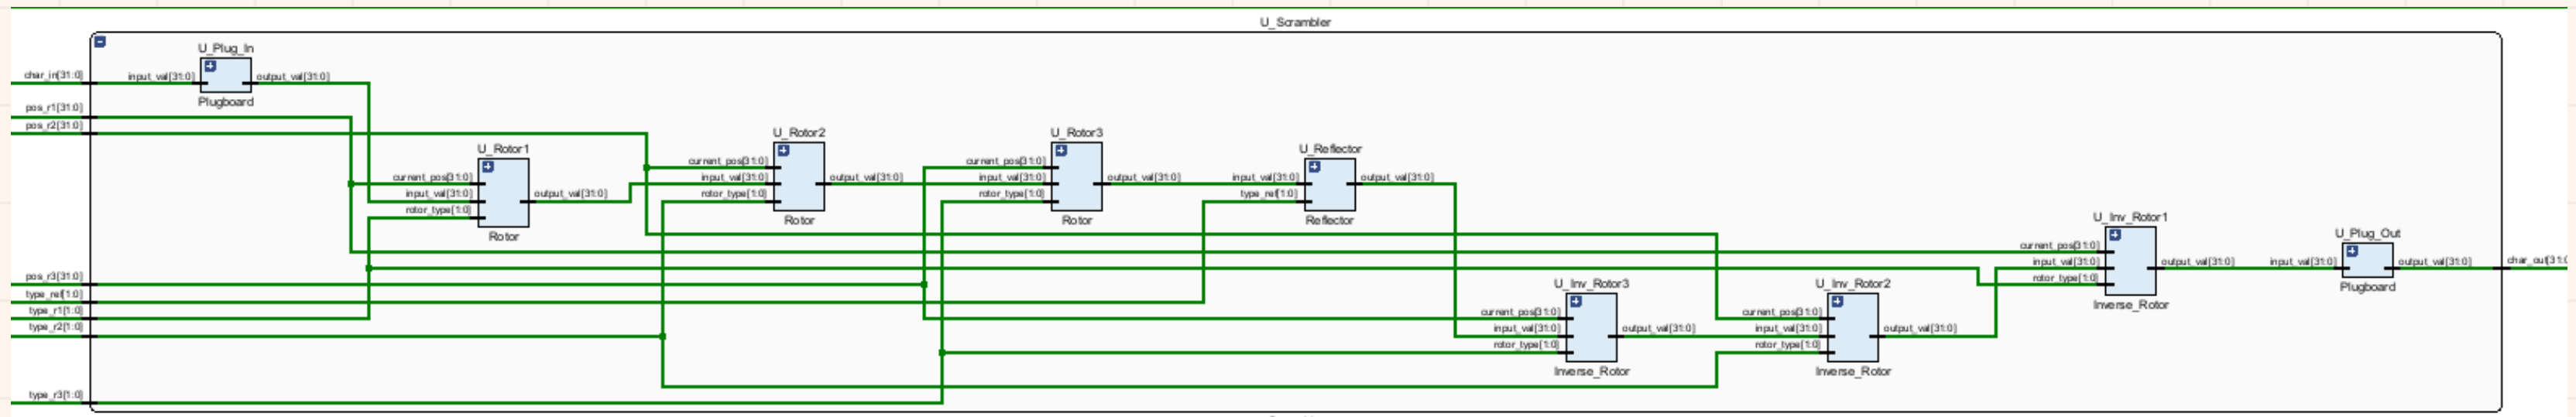 U_Scrambler
U_Plug_In
char_in[31:0]
input_val[31:0]
output_val[31:0]
Plugboard
pos_r1[31:0]
pos_r2[31:0]
U_Rotor1
current_pos[31:0]
input_val[31:0]
rotor_type[1:0]
output_val[31:0]
Rotor
U_Rotor2
current_pos[31:0]
input_val[31:0]
rotor_type[1:0]
output_val[31:0]
Rotor
U_Rotor3
current_pos[31:0]
input_val[31:0]
rotor_type[1:0]
output_val[31:0]
Rotor
U_Reflector
input_val[31:0]
type_ref[1:0]
output_val[31:0]
Reflector
pos_r3[31:0]
type_ref[1:0]
type_r1[1:0]
type_r2[1:0]
type_r3[1:0]
U_Inv_Rotor3
current_pos[31:0]
input_val[31:0]
rotor_type[1:0]
output_val[31:0]
Inverse_Rotor
U_Inv_Rotor2
current_pos[31:0]
input_val[31:0]
rotor_type[1:0]
output_val[31:0]
Inverse_Rotor
U_Inv_Rotor1
current_pos[31:0]
input_val[31:0]
rotor_type[1:0]
output_val[31:0]
Inverse_Rotor
U_Plug_Out
input_val[31:0]
output_val[31:0]
Plugboard
char_out[31:0